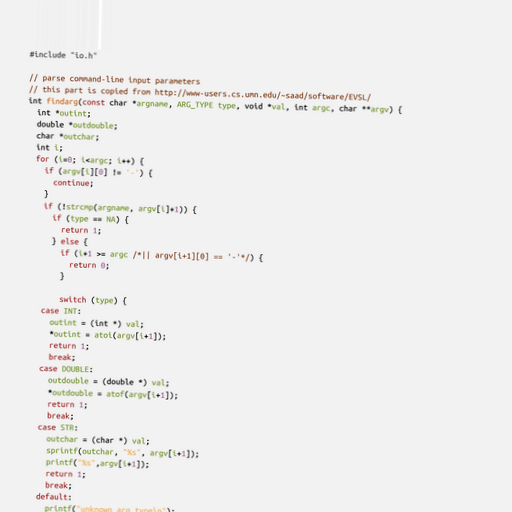 #include "io.h"

// parse command-line input parameters
// this part is copied from http://www-users.cs.umn.edu/~saad/software/EVSL/
int findarg(const char *argname, ARG_TYPE type, void *val, int argc, char **argv) {
  int *outint;
  double *outdouble;
  char *outchar;
  int i;
  for (i=0; i<argc; i++) {
    if (argv[i][0] != '-') {
      continue;
    }
    if (!strcmp(argname, argv[i]+1)) {
      if (type == NA) {
        return 1;
      } else {
        if (i+1 >= argc /*|| argv[i+1][0] == '-'*/) {
          return 0;
        }

        switch (type) {
    case INT:
      outint = (int *) val;
      *outint = atoi(argv[i+1]);
      return 1;
      break;
    case DOUBLE:
      outdouble = (double *) val;
      *outdouble = atof(argv[i+1]);
      return 1;
      break;
    case STR:
      outchar = (char *) val;
      sprintf(outchar, "%s", argv[i+1]);
      printf("%s",argv[i+1]);
      return 1;
      break;
    default:
      printf("unknown arg type\n");